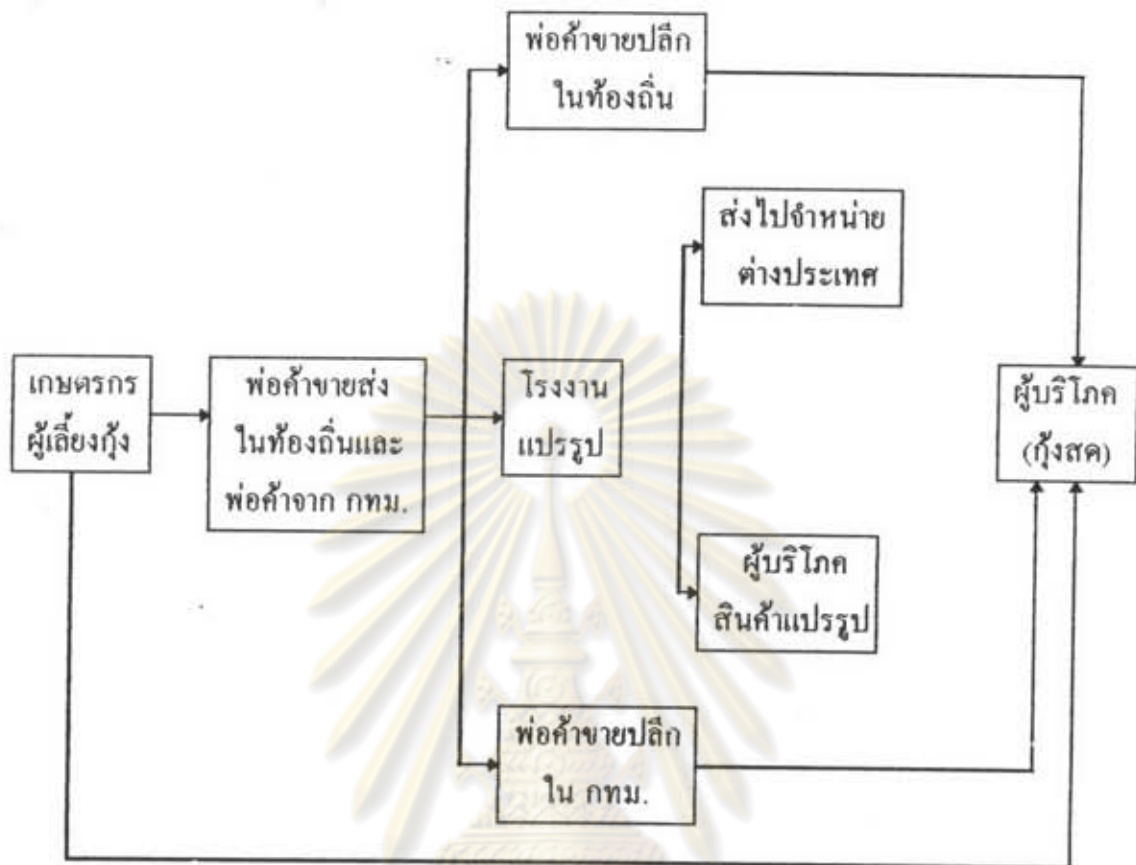 พ่อค้าขายปลีก
ในท้องถิ่น
ส่งไปจำหน่าย
ต่างประเทศ
เกษตรกร
ผู้เลี้ยงกุ้ง
พ่อค้าขายส่ง
ในท้องถิ่นและ
พ่อค้าจาก กทม.
โรงงาน
แปรรูป
ผู้บริโภค
(กุ้งสด)
ผู้บริโภค
สินค้าแปรรูป
พ่อค้าขายปลีก
ใน กทม.